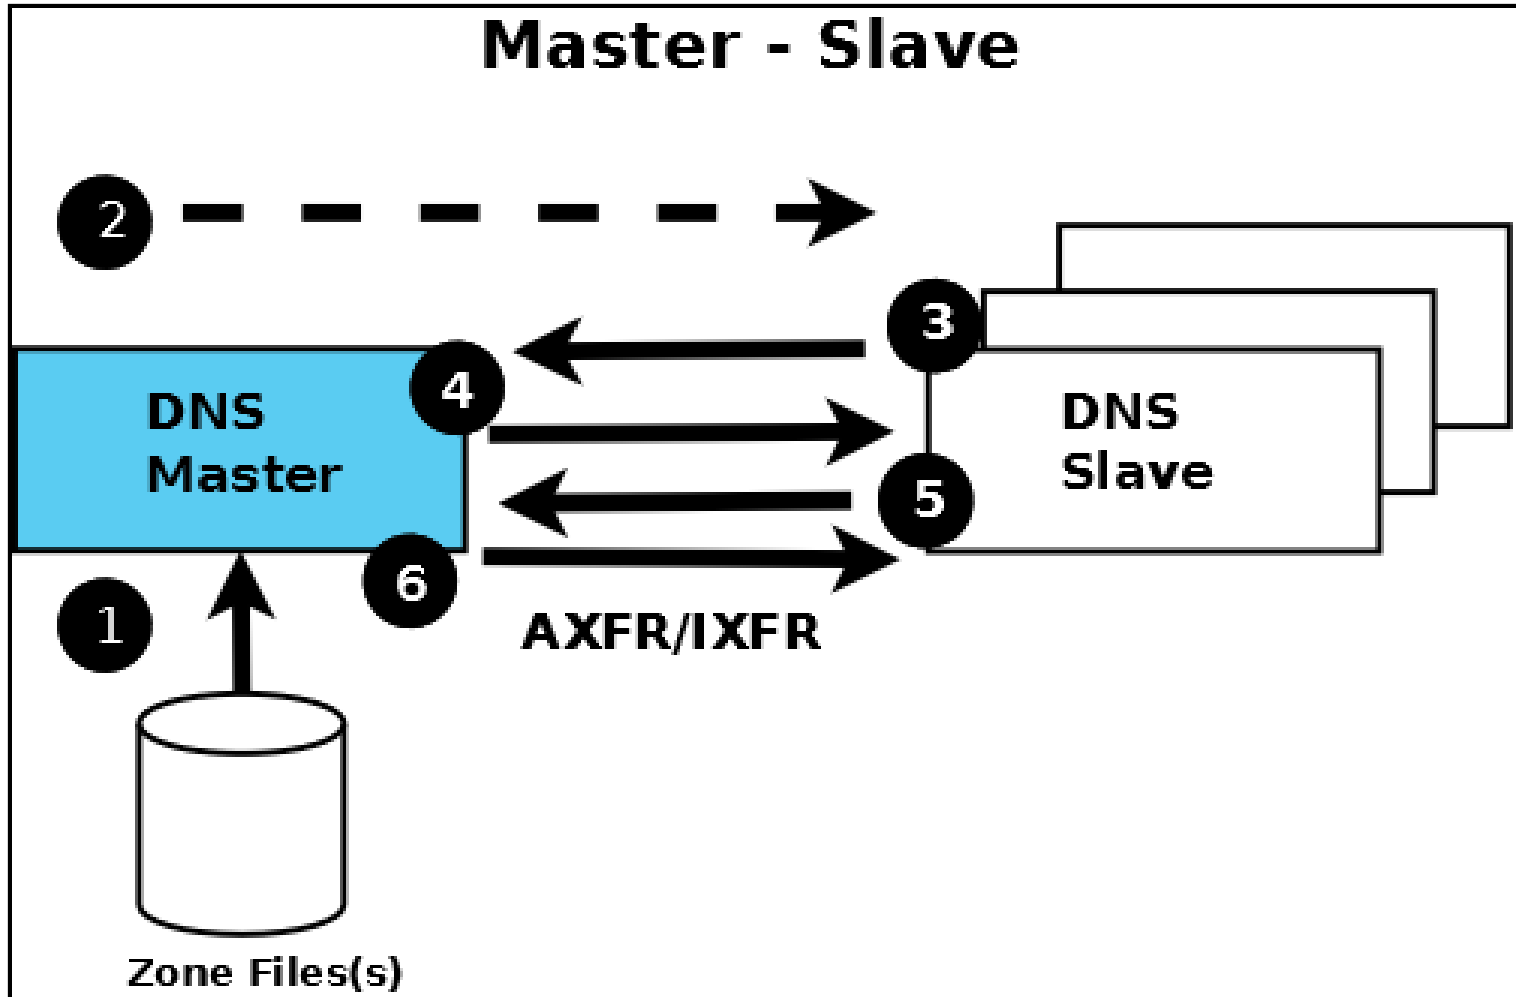 Master - Slave
2
3
4
DNS
Master
DNS
Slave
5
6
1
AXFR/IXFR
Zone Files(s)